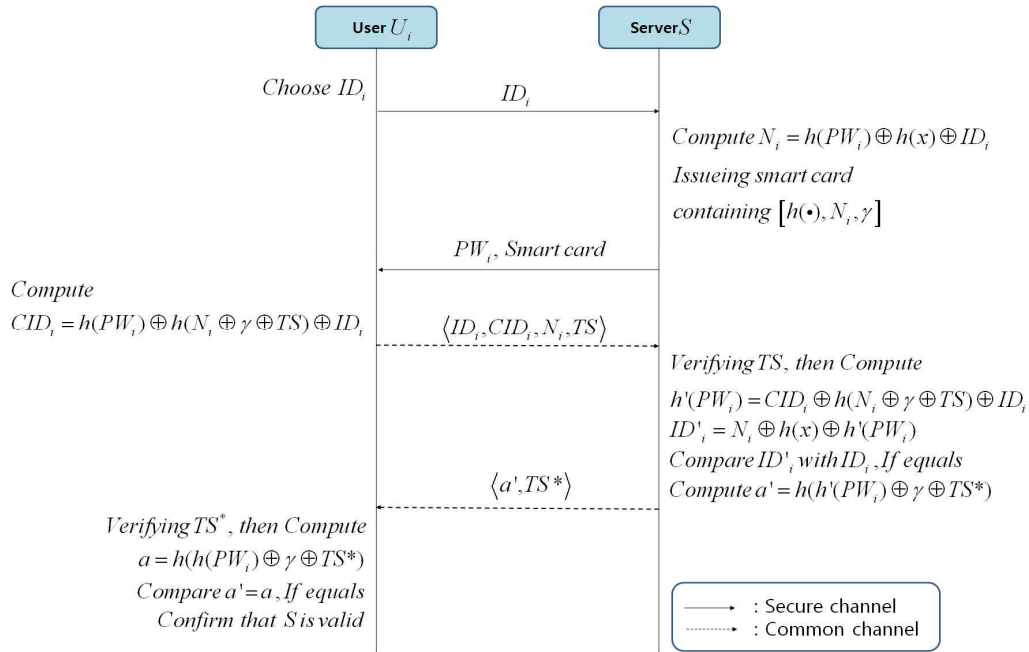 User U_i
Server S
Choose ID_i
ID_i
Compute N_i = h(PW_i) ⊕ h(x) ⊕ ID_i
Issueing smart card
containing [h(•), N_i, γ]
PW_i, Smart card
Compute
CID_i = h(PW_i) ⊕ h(N_i ⊕ γ ⊕ TS) ⊕ ID_i
⟨ID_i, CID_i, N_i, TS⟩
Verifying TS, then Compute
h'(PW_i) = CID_i ⊕ h(N_i ⊕ γ ⊕ TS) ⊕ ID_i
ID'_i = N_i ⊕ h(x) ⊕ h'(PW_i)
Compare ID'_i with ID_i, If equals
Compute a' = h(h'(PW_i) ⊕ γ ⊕ TS*)
⟨a', TS*⟩
Verifying TS*, then Compute
a = h(h(PW_i) ⊕ γ ⊕ TS*)
Compare a' = a, If equals
Confirm that S is valid
: Secure channel
: Common channel